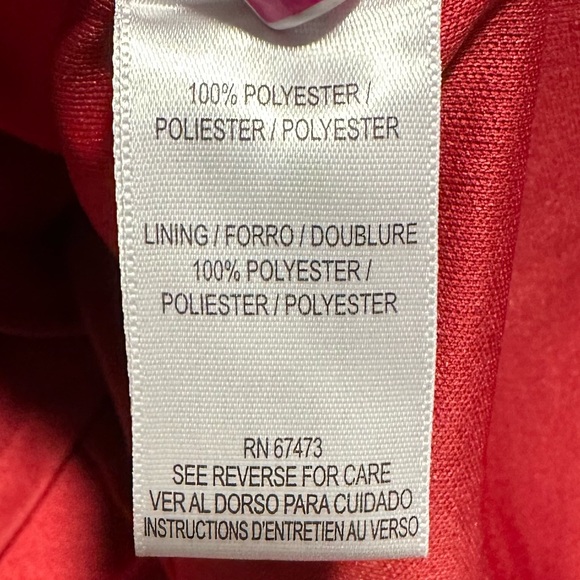 100% POLYESTER /
POLIESTER / POLYESTER
LINING / FORRO / DOUBLURE
100% POLYESTER /
POLIESTER / POLYESTER
RN 67473
SEE REVERSE FOR CARE
VER AL DORSO PARA CUIDADO
INSTRUCTIONS D'ENTRETIEN AU VERSO